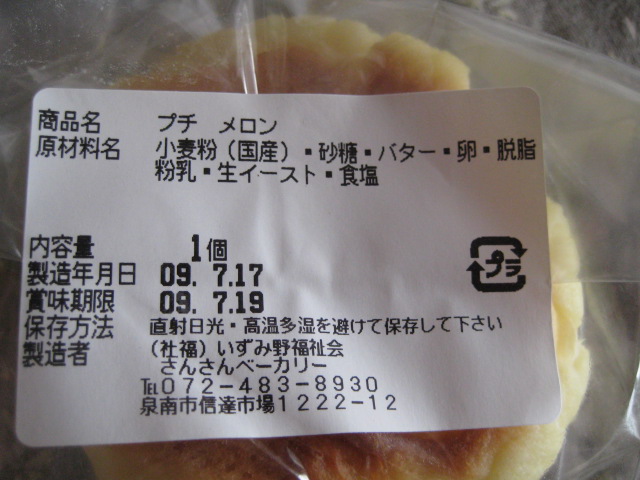 商品名 プチ メロン
原材料名 小麦粉（国産）・砂糖・バター・卵・脱脂
粉乳・生イースト・食塩
内容量 1個
製造年月日 09. 7.17
賞味期限 09. 7.19
保存方法 直射日光・高温多湿を避けて保存して下さい
製造者 （社福）いずみ野福祉会
さんさんベーカリー
℡072－483－8930
泉南市信達市場1222－12
プラ